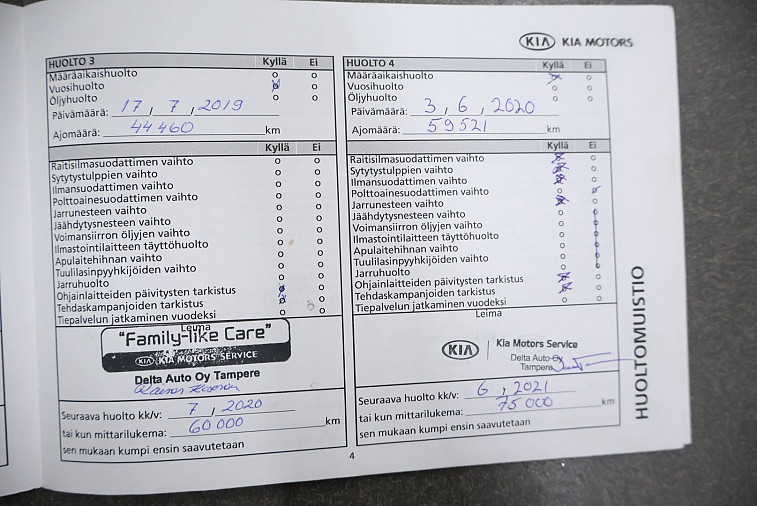 KIA KIA MOTORS
HUOLTO 3 Kyllä Ei
Määräaikaishuolto o o
Vuosihuolto o
Öljyhuolto o o
Päivämäärä: 17, 7, 2019
Ajomäärä: 44 460 km
Kyllä Ei
Raitisilmasuodattimen vaihto o o
Sytytystulppien vaihto o o
Ilmansuodattimen vaihto o o
Polttoainesuodattimen vaihto o o
Jarrunesteen vaihto o o
Jäähdytysnesteen vaihto o o
Voimansiirron öljyjen vaihto o o
Ilmastointilaitteen täyttöhuolto o o
Apulaitehihnan vaihto o o
Tuulilasinpyyhkijöiden vaihto o o
Jarruhuolto o o
Ohjainlaitteiden päivitysten tarkistus o
Tehdaskampanjoiden tarkistus o
Tiepalvelun jatkaminen vuodeksi o o
Leima
"Family-like Care"
KIA KIA MOTORS SERVICE
Delta Auto Oy Tampere
Seuraava huolto kk/v: 7, 2020
tai kun mittarilukema: 60 000 km
sen mukaan kumpi ensin saavutetaan
HUOLTO 4 Kyllä Ei
Määräaikaishuolto o
Vuosihuolto o o
Öljyhuolto o o
Päivämäärä: 3, 6, 2020
Ajomäärä: 59 521 km
Kyllä Ei
Raitisilmasuodattimen vaihto o
Sytytystulppien vaihto o
Ilmansuodattimen vaihto o
Polttoainesuodattimen vaihto o
Jarrunesteen vaihto o
Jäähdytysnesteen vaihto o o
Voimansiirron öljyjen vaihto o o
Ilmastointilaitteen täyttöhuolto o o
Apulaitehihnan vaihto o o
Tuulilasinpyyhkijöiden vaihto o o
Jarruhuolto o o
Ohjainlaitteiden päivitysten tarkistus o
Tehdaskampanjoiden tarkistus o
Tiepalvelun jatkaminen vuodeksi o o
Leima
KIA Kia Motors Service
Delta Auto Oy
Tampere
Seuraava huolto kk/v: 6, 2021
tai kun mittarilukema: 75 000 km
sen mukaan kumpi ensin saavutetaan
4
HUOLTOMUISTIO